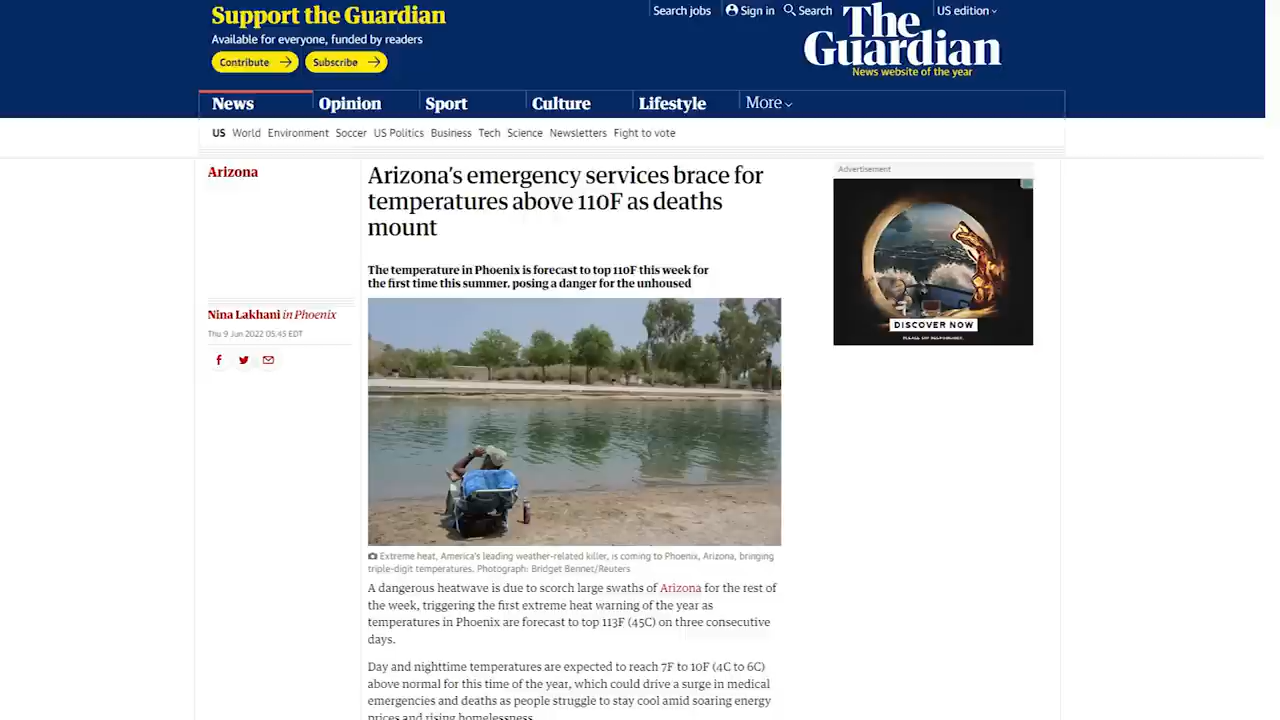 Support the Guardian
Available for everyone, funded by readers
Contribute
Subscribe
Search jobs
Sign in
Search
US edition
The Guardian
News website of the year
News
Opinion
Sport
Culture
Lifestyle
More
US
World
Environment
Soccer
US Politics
Business
Tech
Science
Newsletters
Fight to vote
Arizona
Arizona's emergency services brace for
temperatures above 110F as deaths
mount
The temperature in Phoenix is forecast to top 110F this week for
the first time this summer, posing a danger for the unhoused
Nina Lakhani in Phoenix
Thu 9 Jun 2022 05.45 EDT
Extreme heat, America's leading weather-related killer, is coming to Phoenix, Arizona, bringing
triple-digit temperatures. Photograph: Bridget Bennet/Reuters
A dangerous heatwave is due to scorch large swaths of Arizona for the rest of
the week, triggering the first extreme heat warning of the year as
temperatures in Phoenix are forecast to top 113F (45C) on three consecutive
days.
Day and nighttime temperatures are expected to reach 7F to 10F (4C to 6C)
above normal for this time of the year, which could drive a surge in medical
emergencies and deaths as people struggle to stay cool amid soaring energy
prices and rising homelessness.
Advertisement
DISCOVER NOW